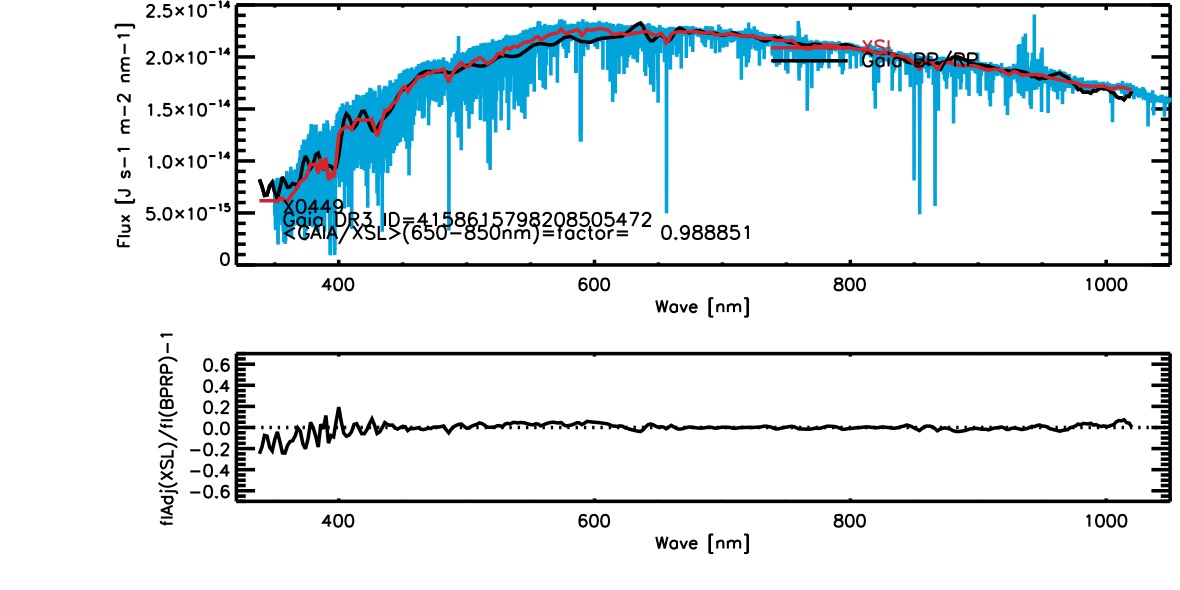 2.5×10−14
2.0×10−14
1.5×10−14
1.0×10−14
5.0×10−15
0
Flux [J s−1 m−2 nm−1]
XSL
Gaia BP/RP
X0449
Gaia DR3 ID=4158615798208505472
<GAIA/XSL>(650−850nm)=factor= 0.988851
400 600 800 1000
Wave [nm]
flAdj(XSL)/fl(BPRP)−1
0.6
0.4
0.2
0.0
−0.2
−0.4
−0.6
400 600 800 1000
Wave [nm]